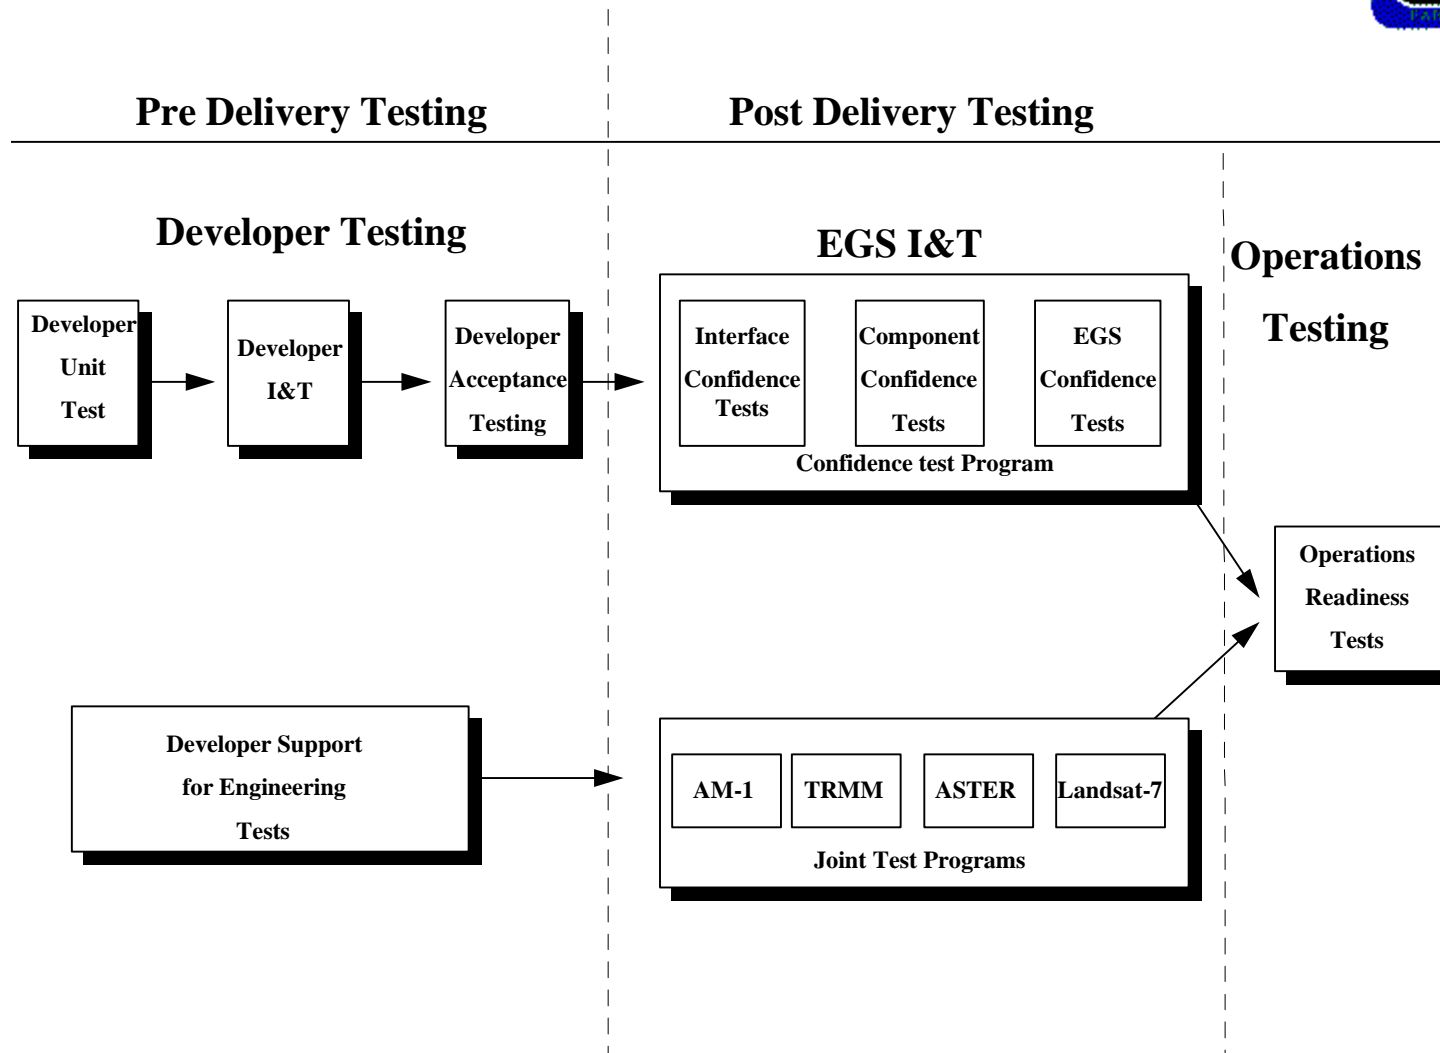 Pre Delivery Testing
Post Delivery Testing
Developer Testing
EGS I&T
Operations
Testing
Developer
Unit
Test
Developer
I&T
Developer
Acceptance
Testing
Interface
Confidence
Tests
Component
Confidence
Tests
EGS
Confidence
Tests
Confidence test Program
Operations
Readiness
Tests
Developer Support
for Engineering
Tests
AM-1
TRMM
ASTER
Landsat-7
Joint Test Programs